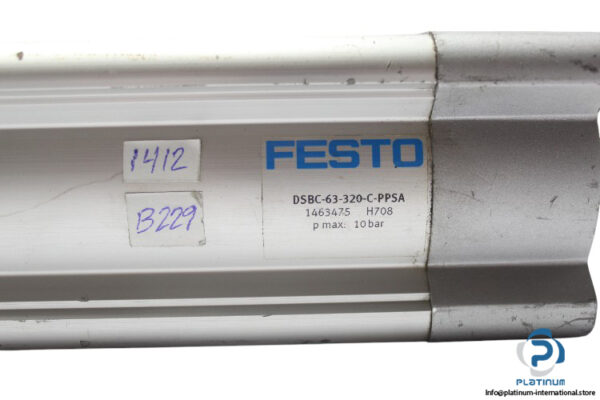 1412
B229
FESTO
DSBC-63-320-C-PPSA
1463475 H708
p max: 10 bar
PLATINUM
Info@platinum-international.store